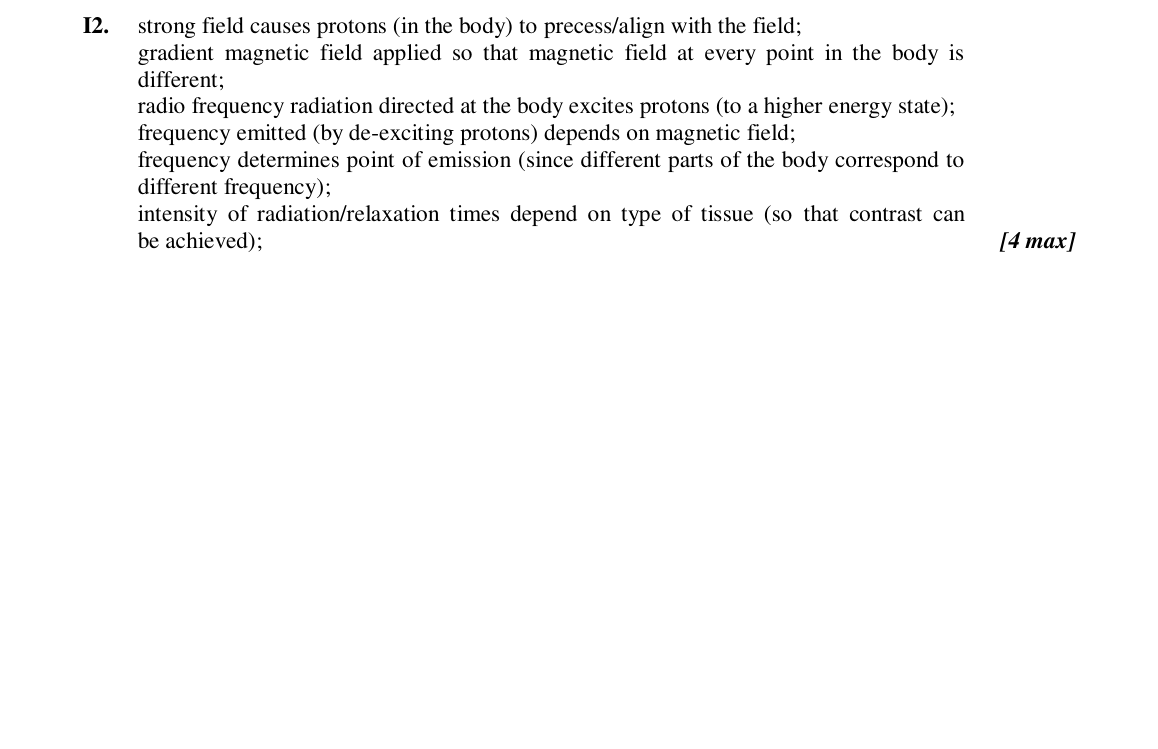 I2. strong field causes protons (in the body) to precess/align with the field;
gradient magnetic field applied so that magnetic field at every point in the body is
different;
radio frequency radiation directed at the body excites protons (to a higher energy state);
frequency emitted (by de-exciting protons) depends on magnetic field;
frequency determines point of emission (since different parts of the body correspond to
different frequency);
intensity of radiation/relaxation times depend on type of tissue (so that contrast can
be achieved); [4 max]